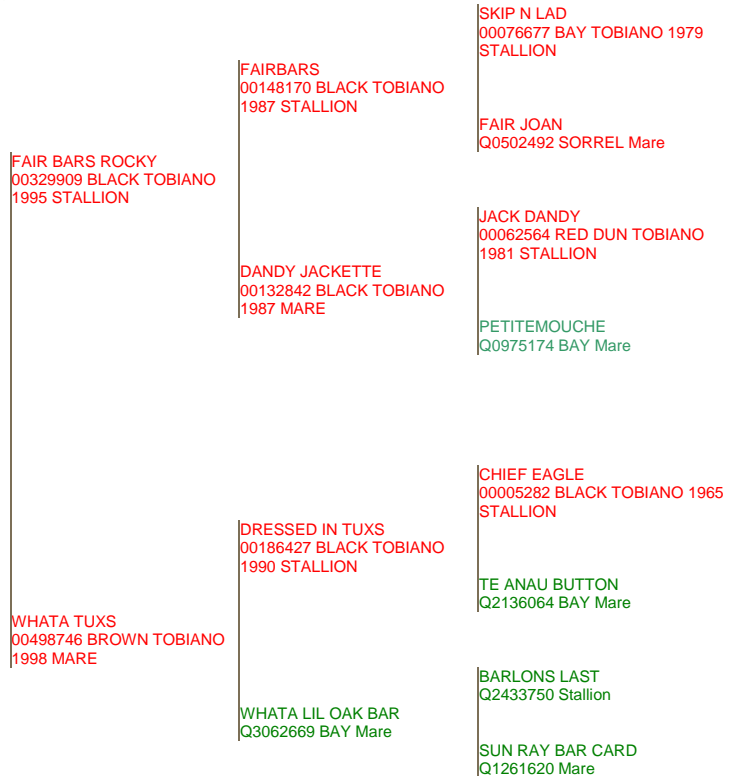 SKIP N LAD
00076677 BAY TOBIANO 1979
STALLION
FAIRBARS
00148170 BLACK TOBIANO
1987 STALLION
FAIR JOAN
Q0502492 SORREL Mare
FAIR BARS ROCKY
00329909 BLACK TOBIANO
1995 STALLION
JACK DANDY
00062564 RED DUN TOBIANO
1981 STALLION
DANDY JACKETTE
00132842 BLACK TOBIANO
1987 MARE
PETITEMOUCHE
Q0975174 BAY Mare
CHIEF EAGLE
00005282 BLACK TOBIANO 1965
STALLION
DRESSED IN TUXS
00186427 BLACK TOBIANO
1990 STALLION
TE ANAU BUTTON
Q2136064 BAY Mare
WHATA TUXS
00498746 BROWN TOBIANO
1998 MARE
BARLONS LAST
Q2433750 Stallion
WHATA LIL OAK BAR
Q3062669 BAY Mare
SUN RAY BAR CARD
Q1261620 Mare